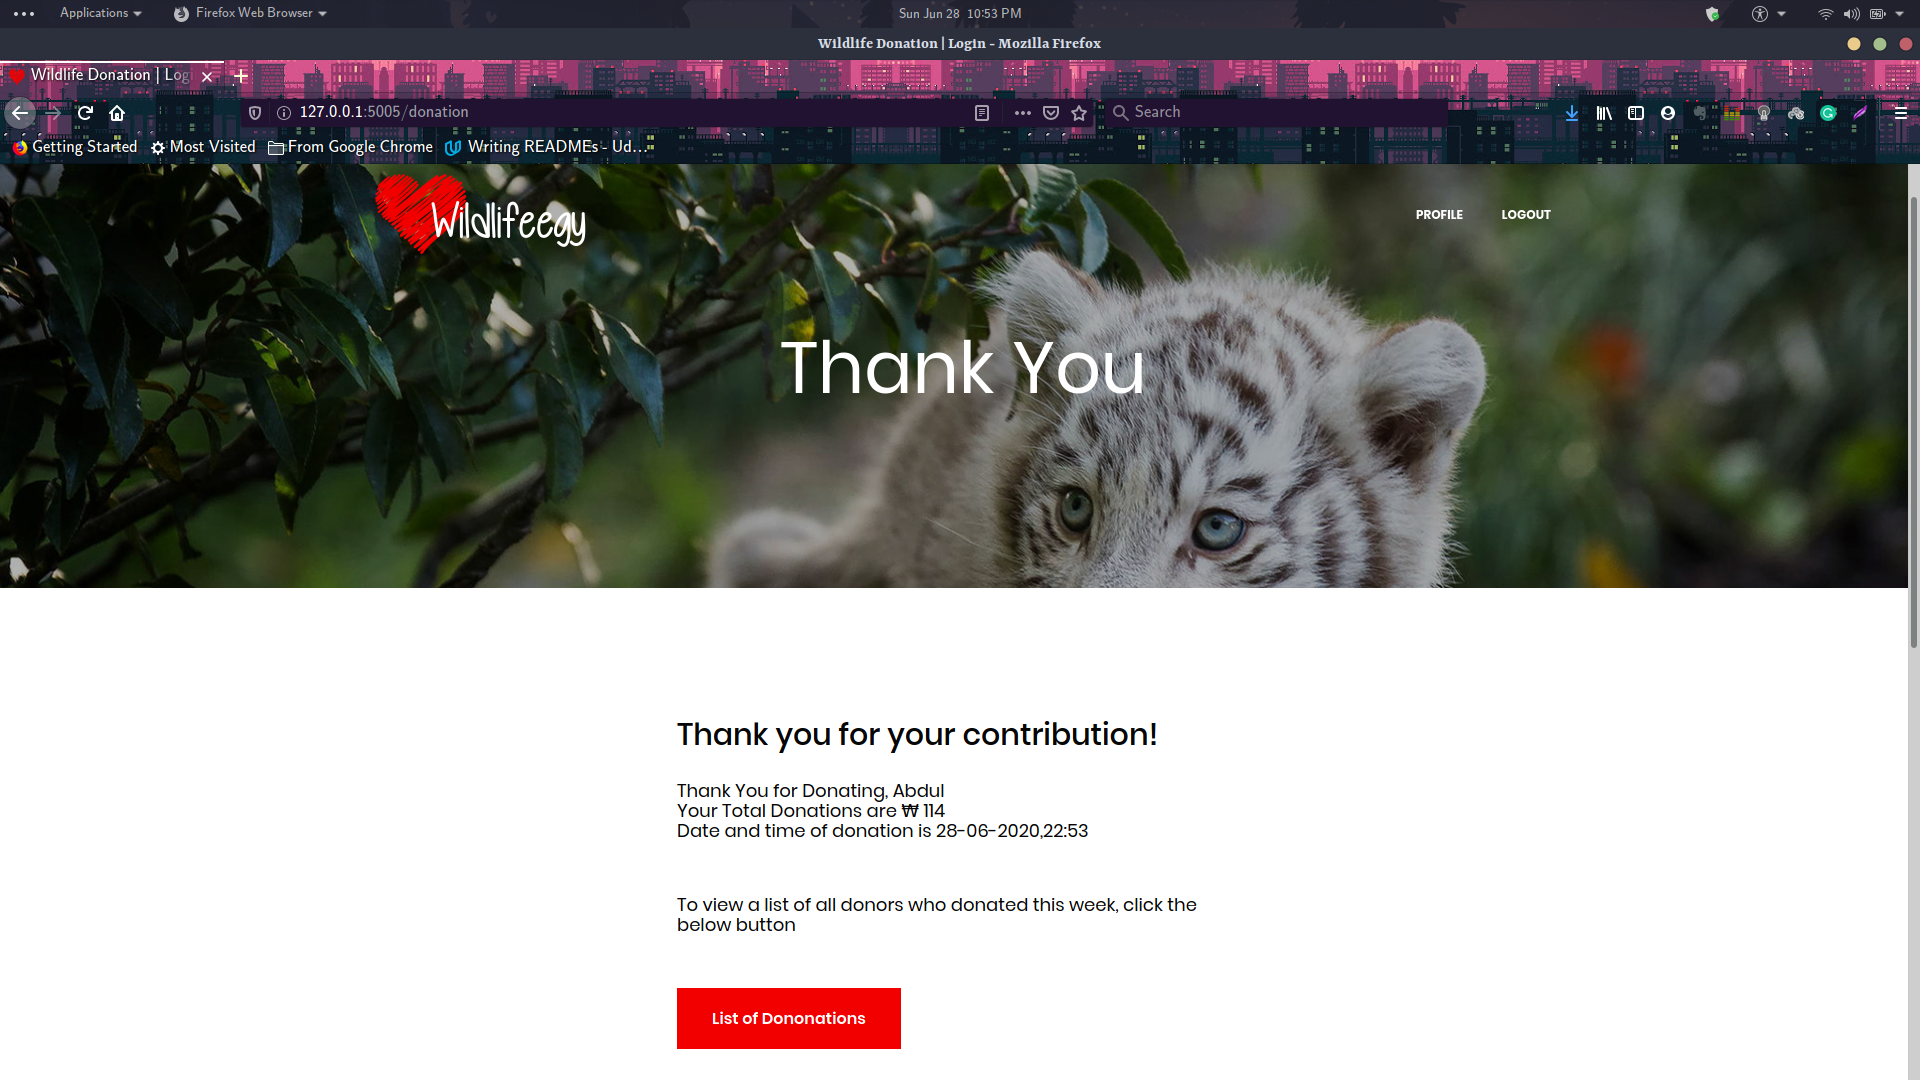 Applications
Firefox Web Browser
Sun Jun 28 10:53 PM
Wildlife Donation | Login - Mozilla Firefox
Wildlife Donation | Log
127.0.0.1:5005/donation
Search
Getting Started
Most Visited
From Google Chrome
Writing READMEs - Ud...
Wildlifeegy
PROFILE
LOGOUT
Thank You
Thank you for your contribution!
Thank You for Donating, Abdul
Your Total Donations are ₩ 114
Date and time of donation is 28-06-2020,22:53
To view a list of all donors who donated this week, click the
below button
List of Dononations